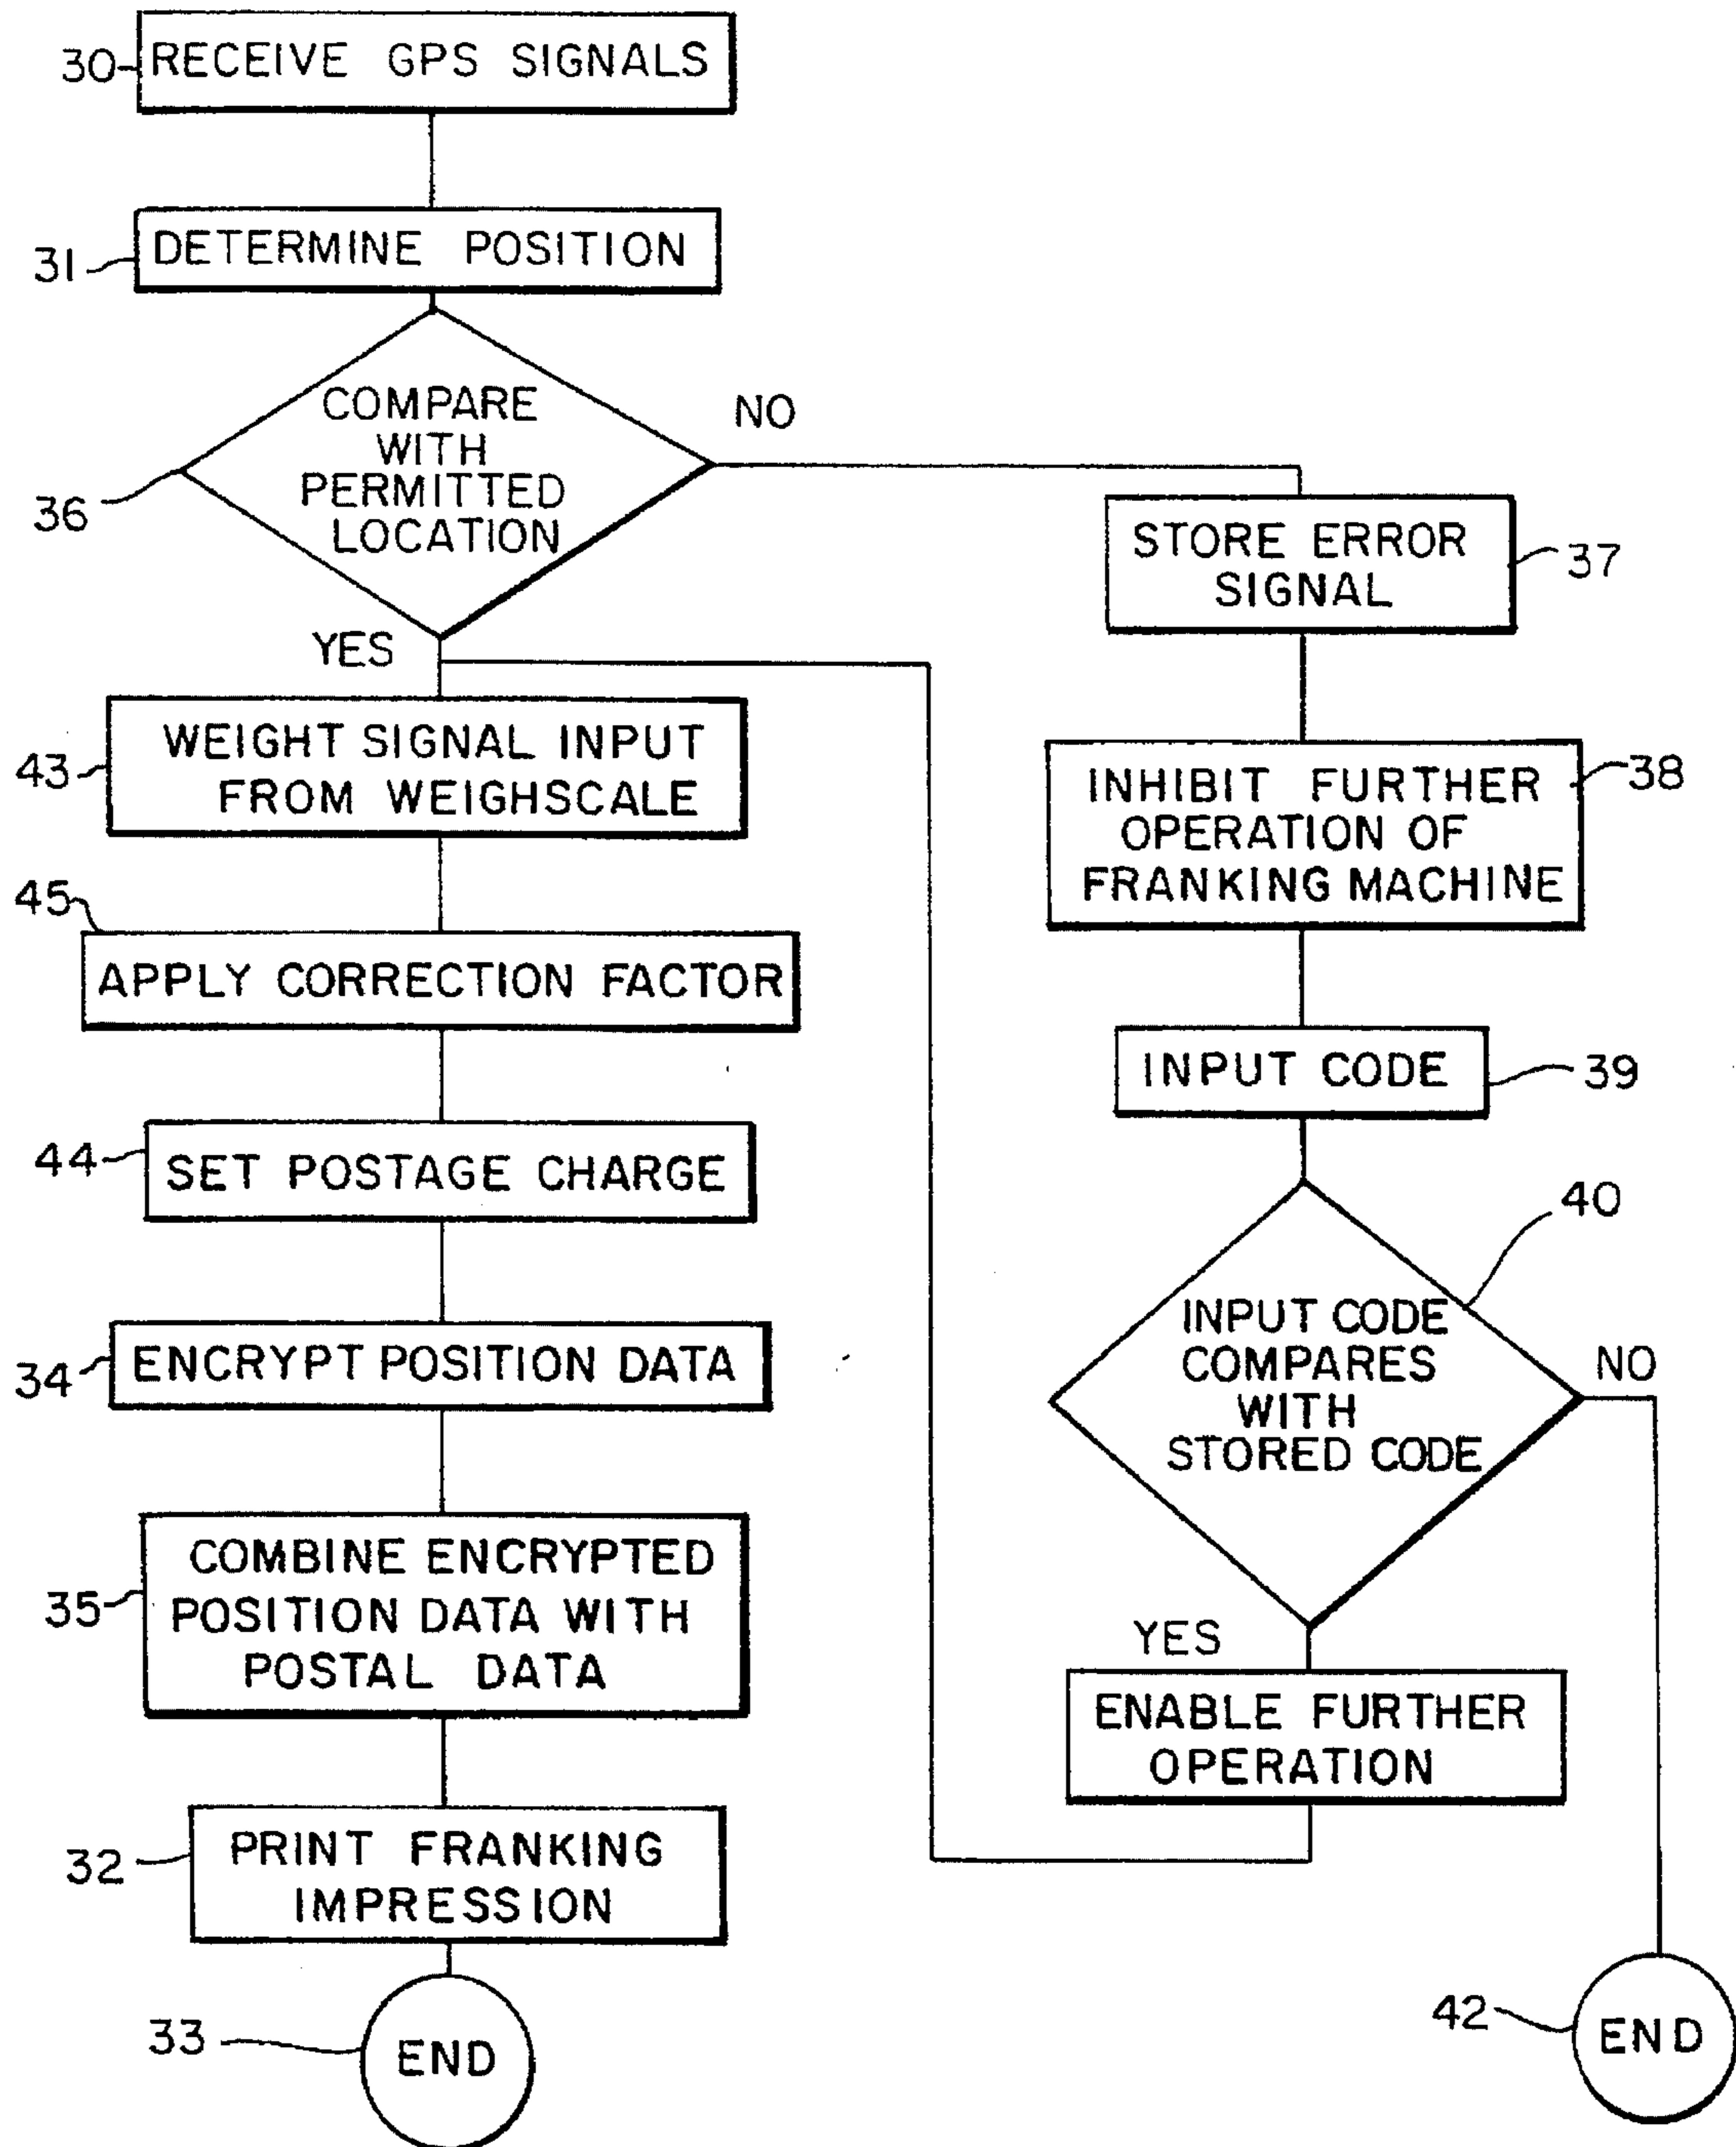 30
RECEIVE GPS SIGNALS
31
DETERMINE POSITION
36
COMPARE
WITH
PERMITTED
LOCATION
NO
YES
STORE ERROR
SIGNAL
37
INHIBIT FURTHER
OPERATION OF
FRANKING MACHINE
38
INPUT CODE
39
INPUT CODE
COMPARES
WITH
STORED CODE
40
NO
YES
ENABLE FURTHER
OPERATION
42
END
43
WEIGHT SIGNAL INPUT
FROM WEIGHSCALE
45
APPLY CORRECTION FACTOR
44
SET POSTAGE CHARGE
34
ENCRYPT POSITION DATA
35
COMBINE ENCRYPTED
POSITION DATA WITH
POSTAL DATA
32
PRINT FRANKING
IMPRESSION
33
END